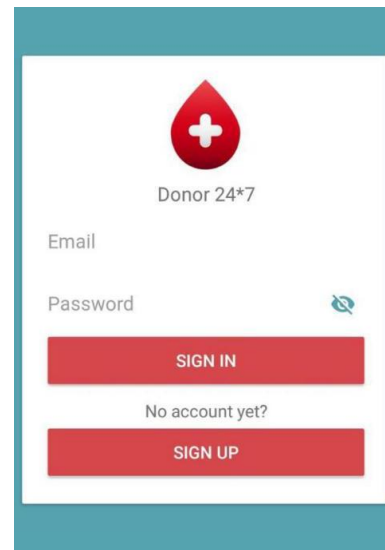 Donor 24*7
Email
Password
SIGN IN
No account yet?
SIGN UP